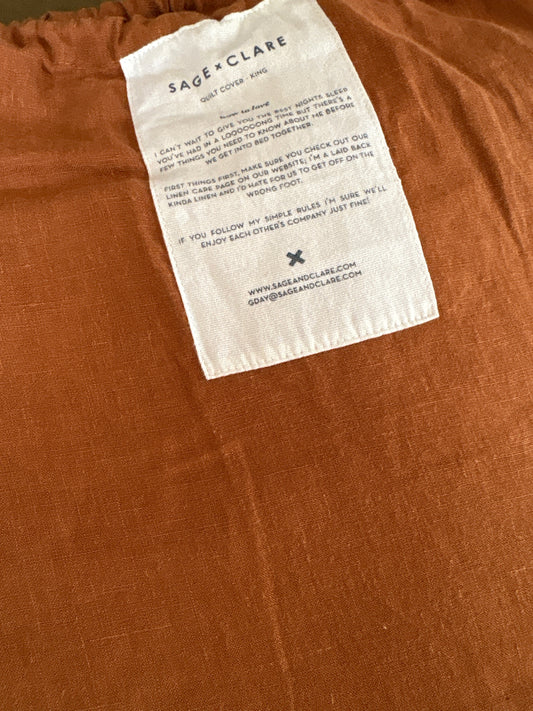 SAGE × CLARE
QUILT COVER - KING
how to love
I CAN'T WAIT TO GIVE YOU THE BEST NIGHTS SLEEP
YOU'VE HAD IN A LOOOOOONG TIME BUT THERE'S A
FEW THINGS YOU NEED TO KNOW ABOUT ME BEFORE
WE GET INTO BED TOGETHER.
FIRST THINGS FIRST, MAKE SURE YOU CHECK OUT OUR
LINEN CARE PAGE ON OUR WEBSITE; I'M A LAID BACK
KINDA LINEN AND I'D HATE FOR US TO GET OFF ON THE
WRONG FOOT.
IF YOU FOLLOW MY SIMPLE RULES I'M SURE WE'LL
ENJOY EACH OTHER'S COMPANY JUST FINE!
WWW.SAGEANDCLARE.COM
GDAY@SAGEANDCLARE.COM